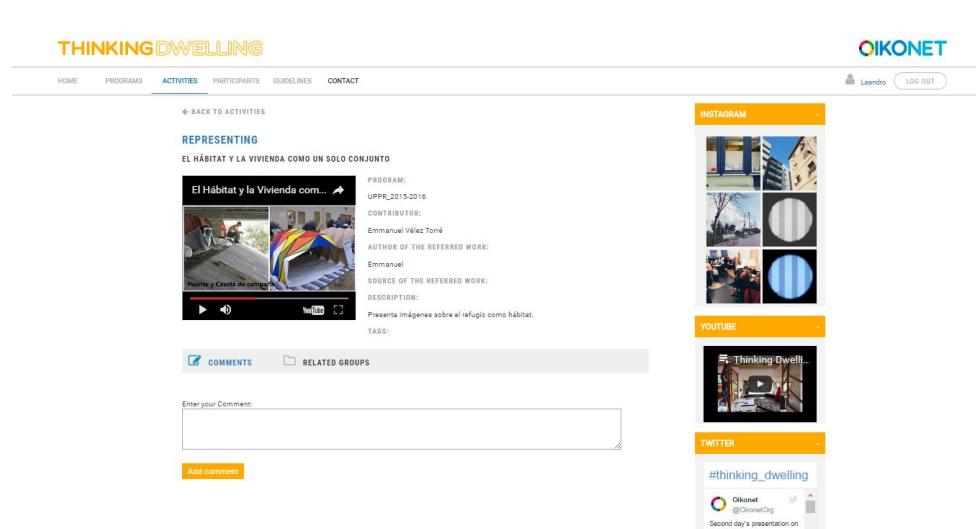 THINKINGDWELLING
OIKONET
HOME PROGRAMS ACTIVITIES PARTICIPANTS GUIDELINES CONTACT
Leandro LOG OUT
BACK TO ACTIVITIES
REPRESENTING
EL HÁBITAT Y LA VIVIENDA COMO UN SOLO CONJUNTO
El Hábitat y la Vivienda com...
Puente y Caseta de campaña
YouTube
PROGRAM:
UPPR_2015-2016
CONTRIBUTOR:
Emmanuel Vélez Torré
AUTHOR OF THE REFERRED WORK:
Emmanuel
SOURCE OF THE REFERRED WORK:
DESCRIPTION:
Presenta imágenes sobre el refugio como hábitat.
TAGS:
COMMENTS RELATED GROUPS
Enter your Comment:
Add comment
INSTAGRAM -
YOUTUBE -
Thinking Dwelli...
TWITTER -
#thinking_dwelling
Oikonet
@OikonetOrg
Second day's presentation on